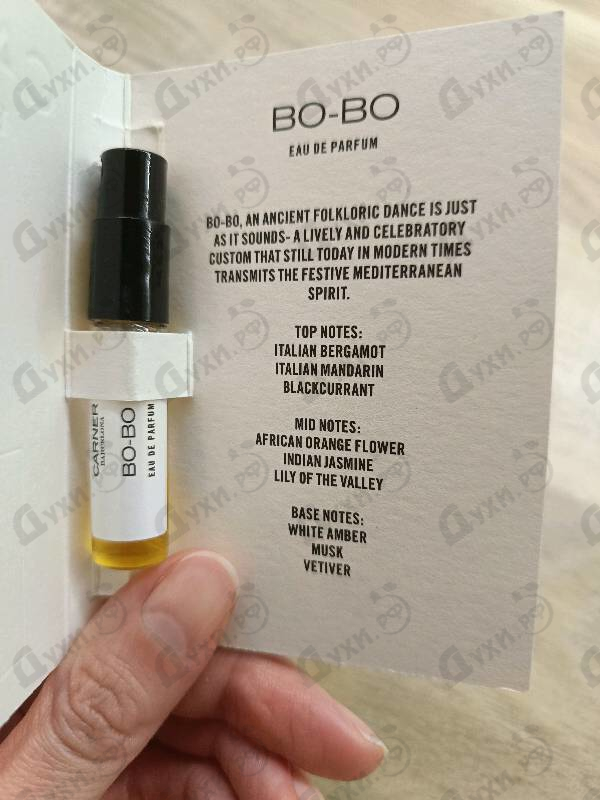 BO-BO
EAU DE PARFUM
BO-BO, AN ANCIENT FOLKLORIC DANCE IS JUST
AS IT SOUNDS- A LIVELY AND CELEBRATORY
CUSTOM THAT STILL TODAY IN MODERN TIMES
TRANSMITS THE FESTIVE MEDITERRANEAN
SPIRIT.
TOP NOTES:
ITALIAN BERGAMOT
ITALIAN MANDARIN
BLACKCURRANT
MID NOTES:
AFRICAN ORANGE FLOWER
INDIAN JASMINE
LILY OF THE VALLEY
BASE NOTES:
WHITE AMBER
MUSK
VETIVER
CARNER
BARCELONA
BO-BO
EAU DE PARFUM
Духи.РФ